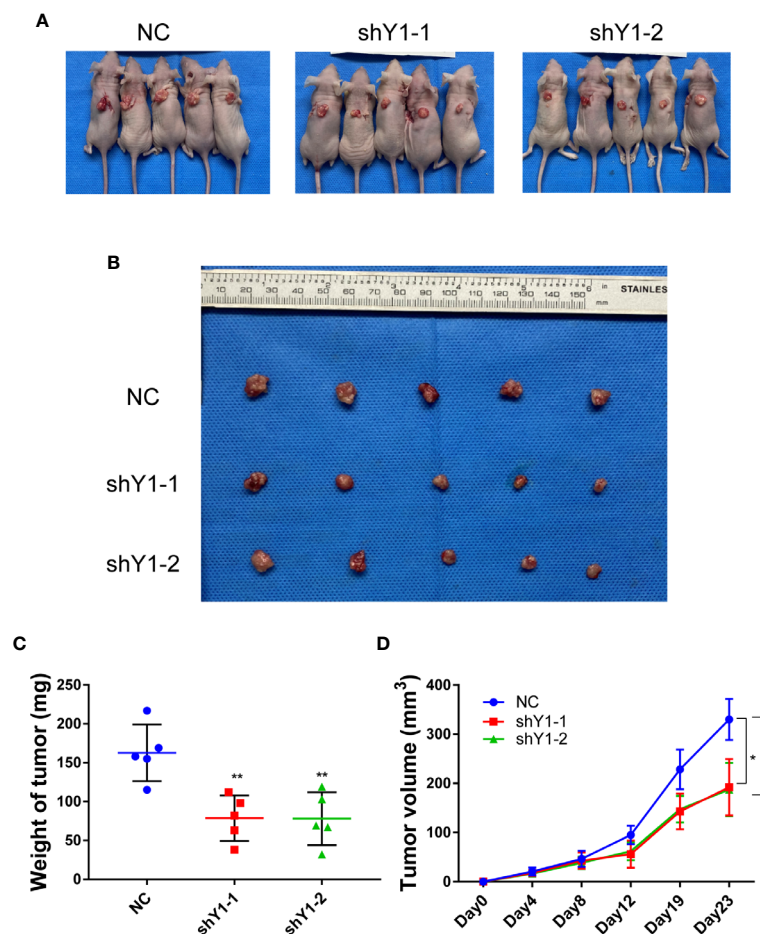 A
NC
shY1-1
shY1-2
B
in
STAINLES
10 20 30 40 50 60 70 80 90 100 110 120 130 140 150 mm
NC
shY1-1
shY1-2
C
Weight of tumor (mg)
250
200
150
100
50
0
**
**
NC
shY1-1
shY1-2
D
Tumor volume (mm³)
400
300
200
100
0
NC
shY1-1
shY1-2
*
Day0
Day4
Day8
Day12
Day19
Day23